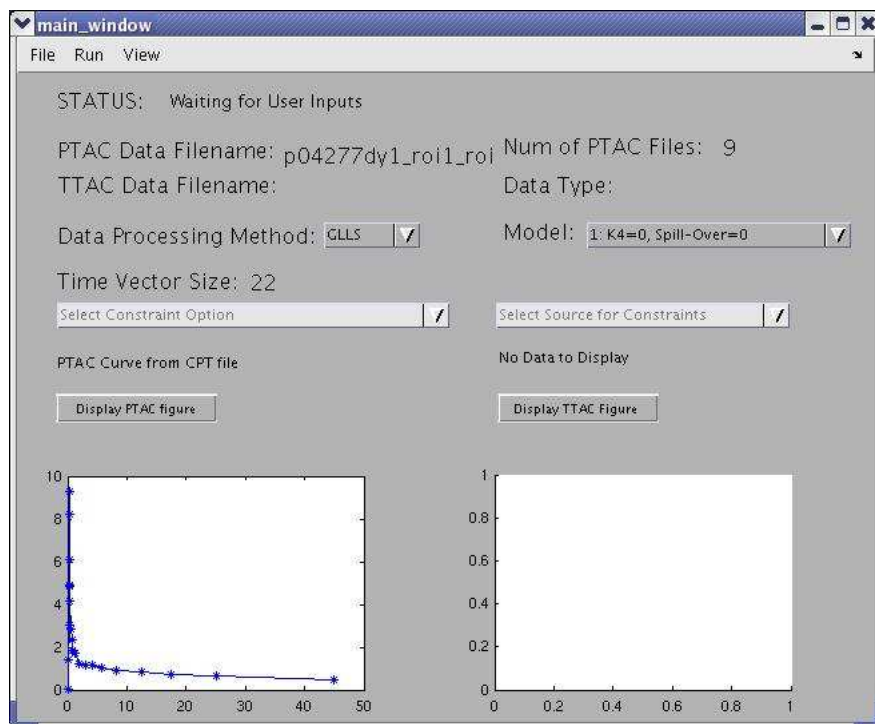 main_window
File Run View
STATUS: Waiting for User Inputs
PTAC Data Filename: p04277dy1_roi1_roi Num of PTAC Files: 9
TTAC Data Filename: Data Type:
Data Processing Method: GLLS Model: 1: K4=0, Spill-Over=0
Time Vector Size: 22
Select Constraint Option Select Source for Constraints
PTAC Curve from CPT file No Data to Display
Display PTAC figure Display TTAC Figure
10
8
6
4
2
0
0 10 20 30 40 50
1
0.8
0.6
0.4
0.2
0
0 0.2 0.4 0.6 0.8 1